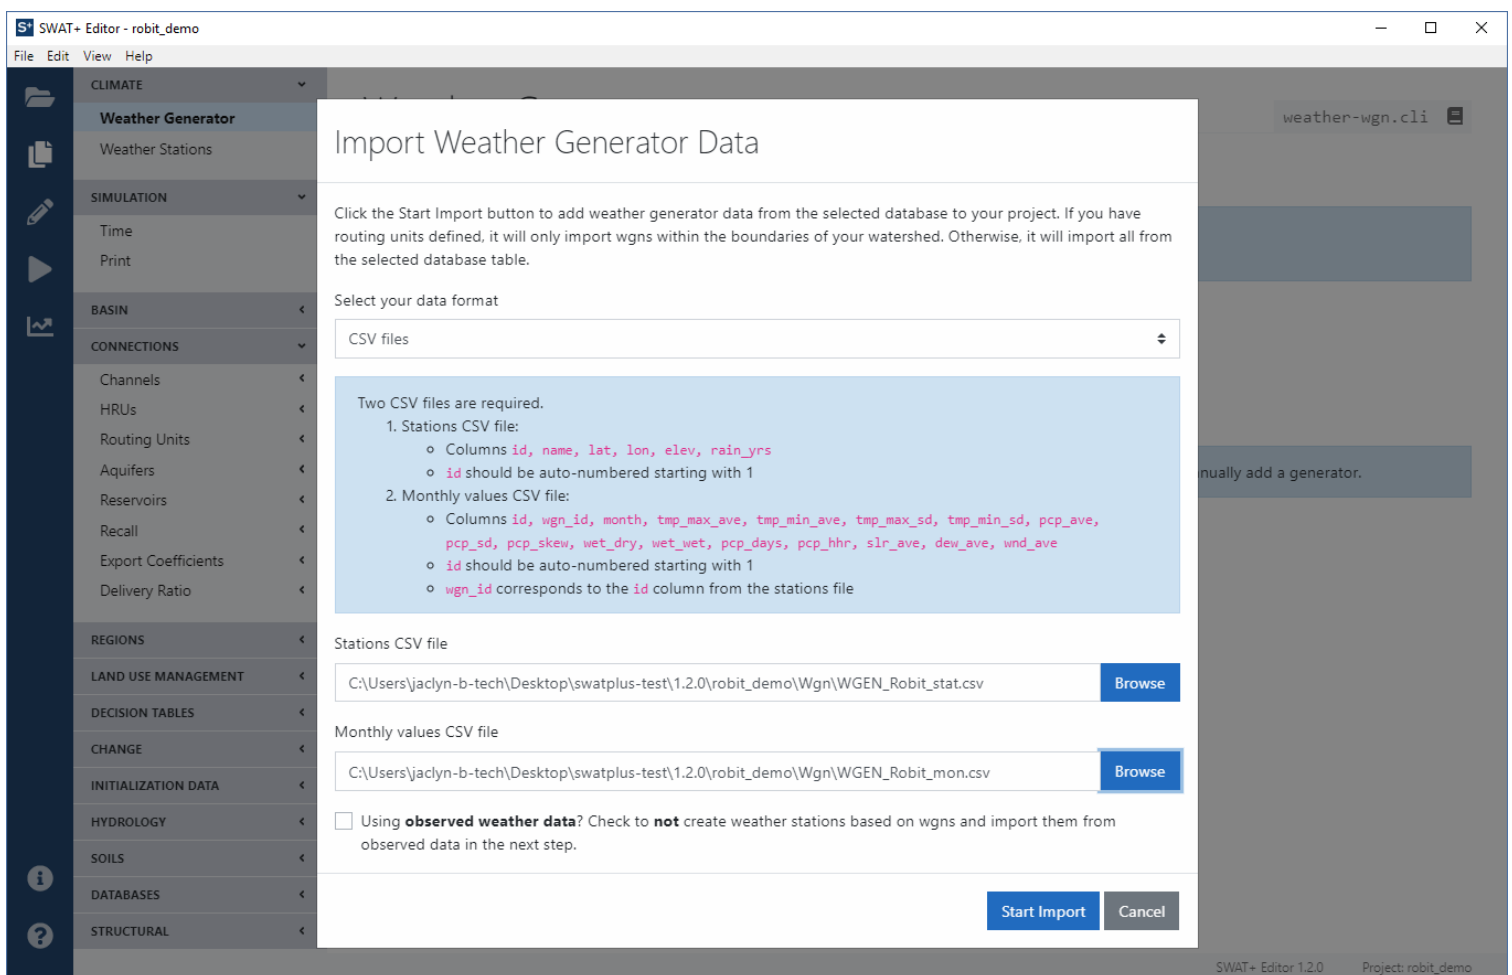 SWAT+ Editor - robit_demo
File Edit View Help
CLIMATE
Weather Generator
Weather Stations
SIMULATION
Time
Print
BASIN
CONNECTIONS
Channels
HRUs
Routing Units
Aquifers
Reservoirs
Recall
Export Coefficients
Delivery Ratio
REGIONS
LAND USE MANAGEMENT
DECISION TABLES
CHANGE
INITIALIZATION DATA
HYDROLOGY
SOILS
DATABASES
STRUCTURAL
weather-wgn.cli
Import Weather Generator Data
Click the Start Import button to add weather generator data from the selected database to your project. If you have
routing units defined, it will only import wgns within the boundaries of your watershed. Otherwise, it will import all from
the selected database table.
Select your data format
CSV files
Two CSV files are required.
1. Stations CSV file:
Columns id, name, lat, lon, elev, rain_yrs
id should be auto-numbered starting with 1
2. Monthly values CSV file:
Columns id, wgn_id, month, tmp_max_ave, tmp_min_ave, tmp_max_sd, tmp_min_sd, pcp_ave,
pcp_sd, pcp_skew, wet_dry, wet_wet, pcp_days, pcp_hhr, slr_ave, dew_ave, wnd_ave
id should be auto-numbered starting with 1
wgn_id corresponds to the id column from the stations file
Stations CSV file
C:\Users\jaclyn-b-tech\Desktop\swatplus-test\1.2.0\robit_demo\Wgn\WGEN_Robit_stat.csv
Browse
Monthly values CSV file
C:\Users\jaclyn-b-tech\Desktop\swatplus-test\1.2.0\robit_demo\Wgn\WGEN_Robit_mon.csv
Browse
Using observed weather data? Check to not create weather stations based on wgns and import them from
observed data in the next step.
Start Import
Cancel
add a generator.
SWAT+ Editor 1.2.0
Project: robit_demo